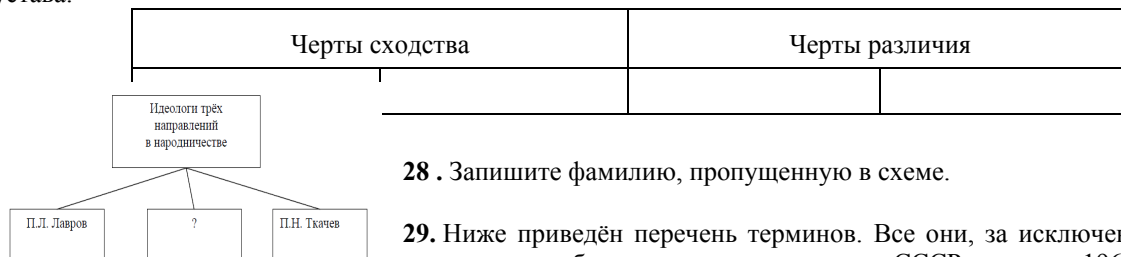 Черты сходства
Черты различия
Идеологи трёх
направлений
в народничестве
П.Л. Лавров
?
П.Н. Ткачев
28 . Запишите фамилию, пропущенную в схеме.
29. Ниже приведён перечень терминов. Все они, за исключен